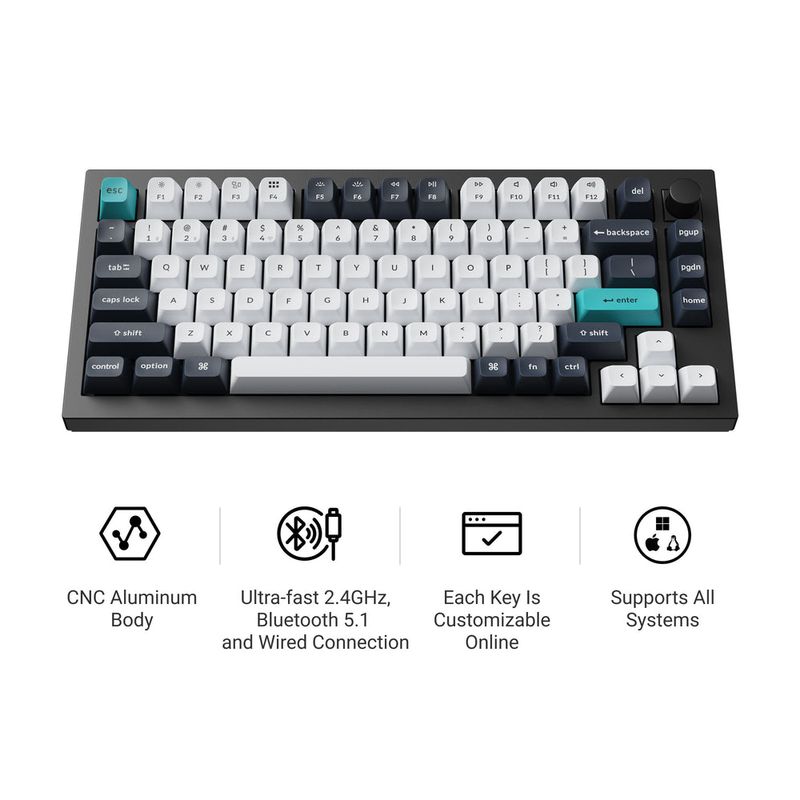 esc F1 F2 F3 F4 F5 F6 F7 F8 F9 F10 F11 F12 del
~ ! 1 @ 2 # 3 $ 4 % 5 ^ 6 & 7 * 8 ( 9 ) 0 — - + = backspace pgup
tab Q W E R T Y U I O P { [ } ] | \ pgdn
caps lock A S D F G H J K L : ; " ' enter home
shift Z X C V B N M < , > . ? / shift
control option ⌘ ⌘ fn ctrl
CNC Aluminum
Body
Ultra-fast 2.4GHz,
Bluetooth 5.1
and Wired Connection
Each Key Is
Customizable
Online
Supports All
Systems